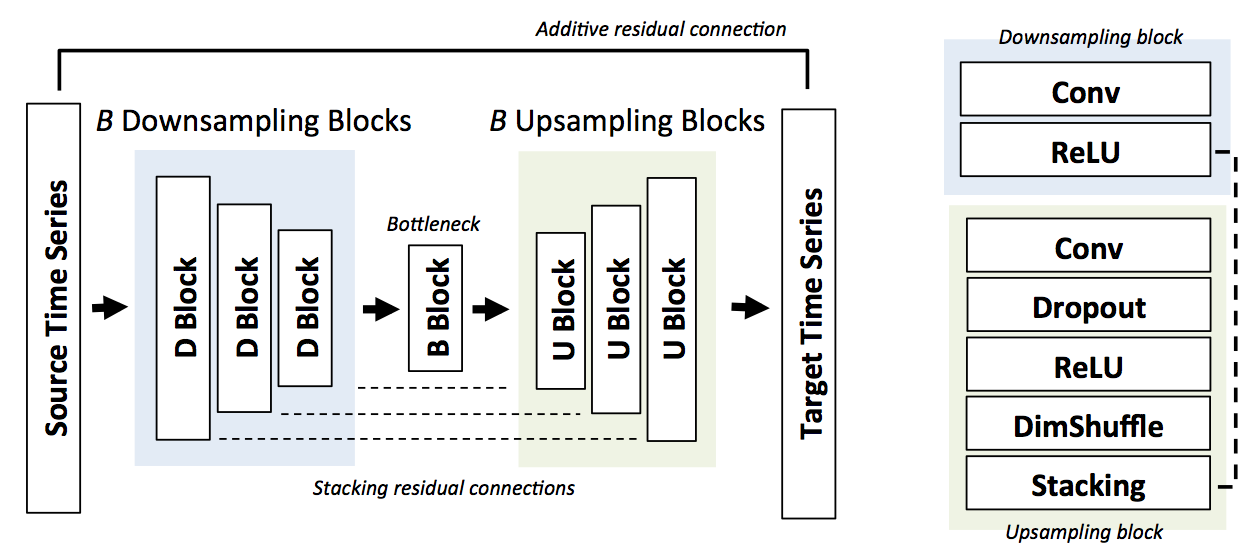 Additive residual connection
B Downsampling Blocks
B Upsampling Blocks
Source Time Series
D Block
D Block
D Block
Bottleneck
B Block
U Block
U Block
U Block
Target Time Series
Stacking residual connections
Downsampling block
Conv
ReLU
Conv
Dropout
ReLU
DimShuffle
Stacking
Upsampling block